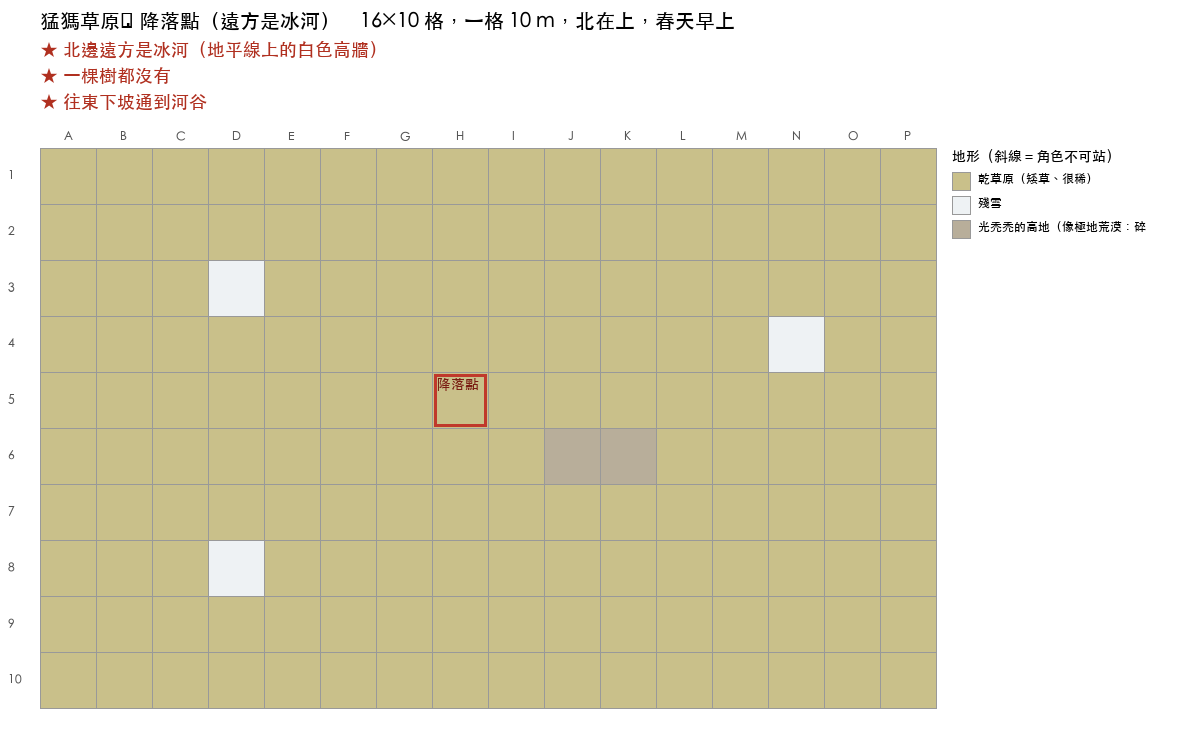 猛獁草原 降落點（遠方是冰河） 16×10 格，一格 10 m，北在上，春天早上
★ 北邊遠方是冰河（地平線上的白色高牆）
★ 一棵樹都沒有
★ 往東下坡通到河谷
A B C D E F G H I J K L M N O P
地形（斜線＝角色不可站）
1
乾草原（矮草、很稀）
殘雪
光禿禿的高地（像極地荒漠：碎
2
3
4
5
降落點
6
7
8
9
10